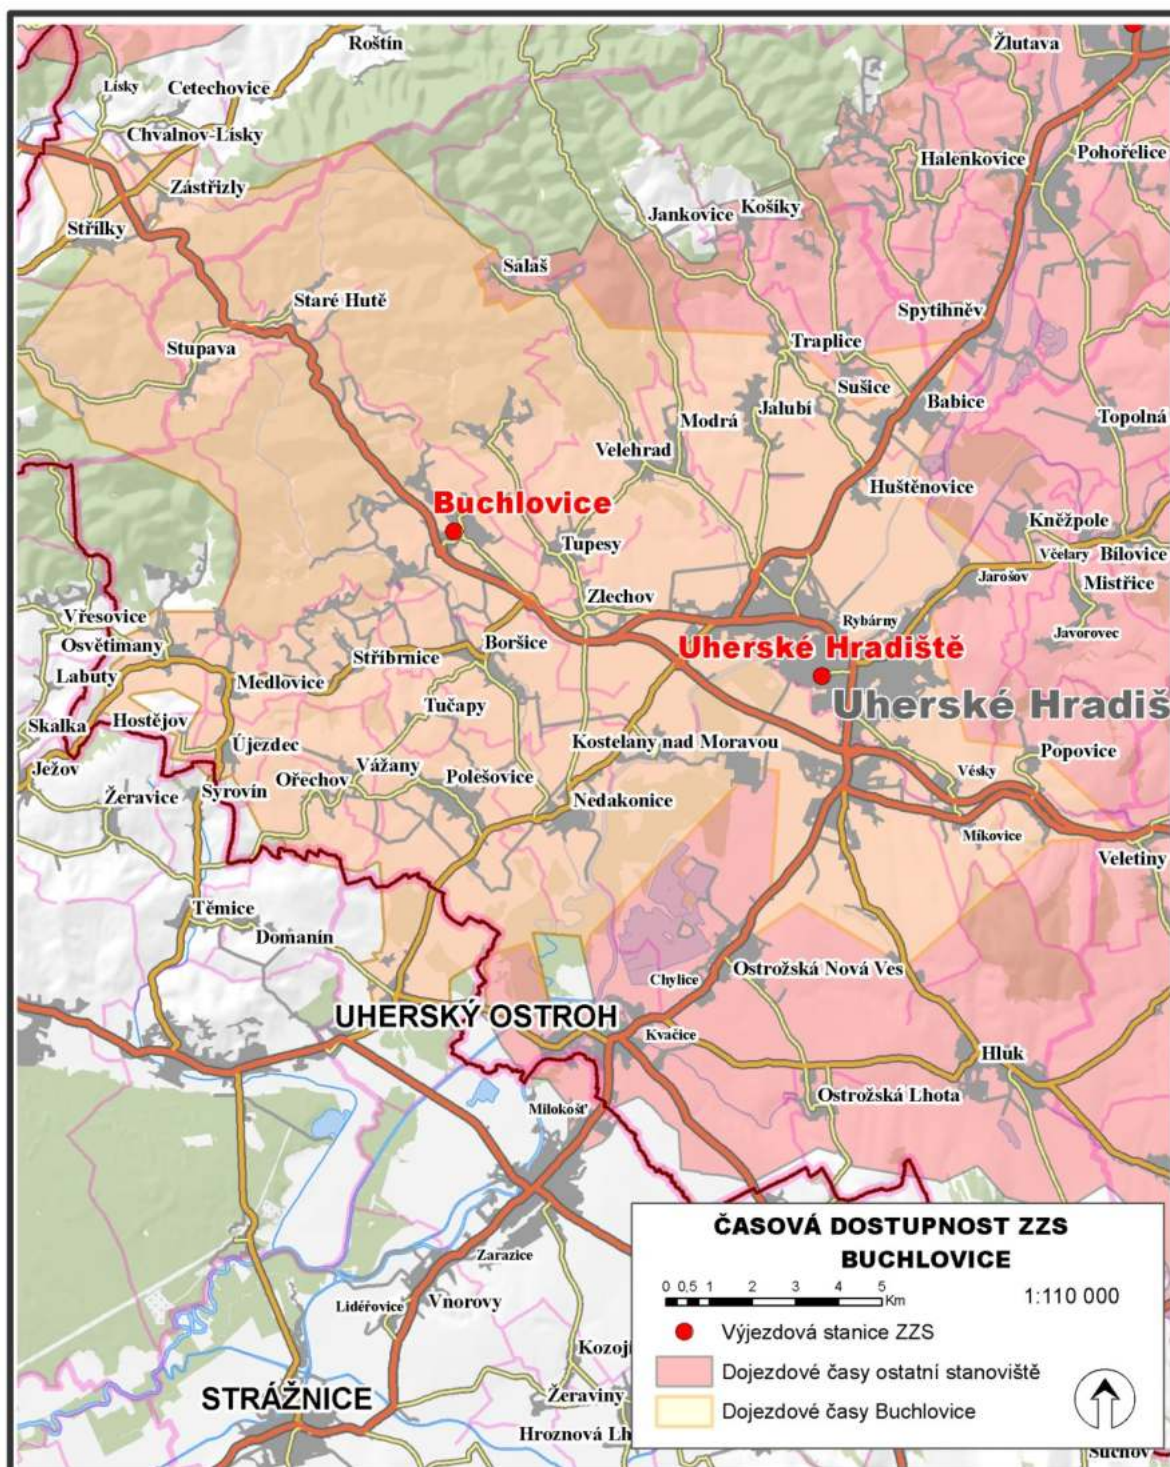 Roštín
Žlutava
Lísky
Cetechovice
Chvalnov-Lísky
Halenkovice
Pohořelice
Zástřizly
Košíky
Jankovice
Střílky
Salaš
Staré Hutě
Spytihněv
Stupava
Traplice
Sušice
Babice
Jalubí
Modrá
Topolná
Velehrad
Huštěnovice
Buchlovice
Kněžpole
Tupesy
Včelary
Bílovice
Jarošov
Mistřice
Zlechov
Vřesovice
Rybárny
Javorovec
Osvětimany
Boršice
Stříbrnice
Uherské Hradiště
Labuty
Medlovice
Tučapy
Uherské Hradiš
Skalka
Hostějov
Újezdec
Kostelany nad Moravou
Popovice
Ježov
Vážany
Věsky
Ořechov
Polešovice
Syrovín
Žeravice
Nedakonice
Míkovice
Veletiny
Těmice
Domanín
Ostrožská Nová Ves
Chylice
UHERSKÝ OSTROH
Kvačice
Hluk
Ostrožská Lhota
Milokošť
Zarazice
Lidéřovice
Vnorovy
Kozojí
STRÁŽNICE
Žeraviny
Hroznová Lh
Suchov
ČASOVÁ DOSTUPNOST ZZS
BUCHLOVICE
0 0,5 1 2 3 4 5
Km
1:110 000
Výjezdová stanice ZZS
Dojezdové časy ostatní stanoviště
Dojezdové časy Buchlovice